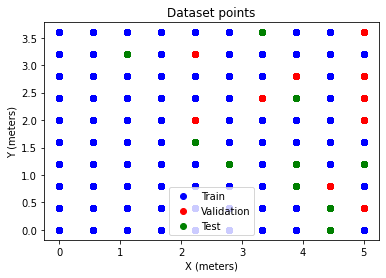 Dataset points
3.5
3.0
2.5
2.0
1.5
1.0
0.5
0.0
Y (meters)
Train
Validation
Test
0
1
2
3
4
5
X (meters)